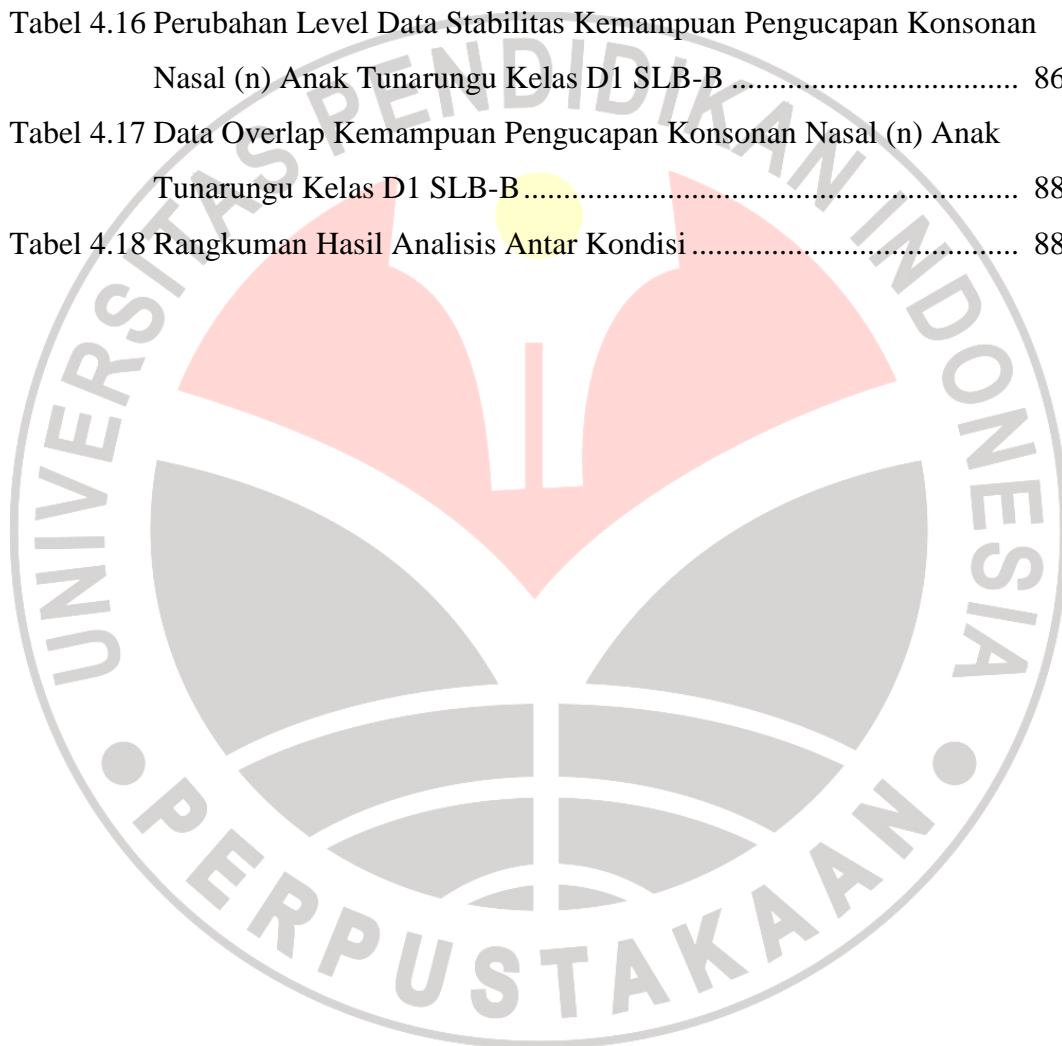 Tabel 4.16 Perubahan Level Data Stabilitas Kemampuan Pengucapan Konsonan
Nasal (n) Anak Tunarungu Kelas D1 SLB-B ................................... 86
Tabel 4.17 Data Overlap Kemampuan Pengucapan Konsonan Nasal (n) Anak
Tunarungu Kelas D1 SLB-B............................................................. 88
Tabel 4.18 Rangkuman Hasil Analisis Antar Kondisi ........................................ 88
UNIVERSITAS PENDIDIKAN INDONESIA
PERPUSTAKAAN